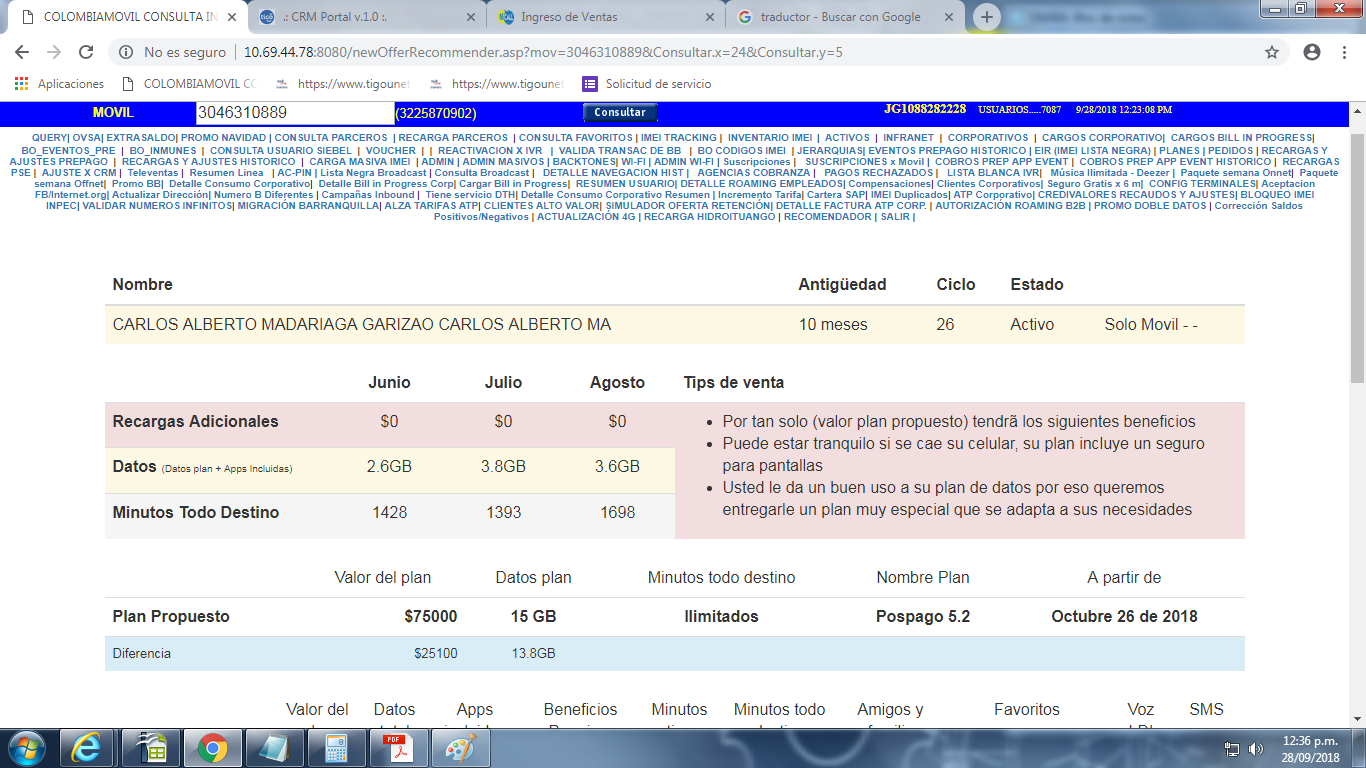 COLOMBIAMOVIL CONSULTA IN
.: CRM Portal v.1.0 :.
Ingreso de Ventas
traductor - Buscar con Google
No es seguro
10.69.44.78:8080/newOfferRecommender.asp?mov=3046310889&Consultar.x=24&Consultar.y=5
Aplicaciones
COLOMBIAMOVIL CO
https://www.tigounet
https://www.tigounet
Solicitud de servicio
MOVIL
3046310889
(3225870902)
Consultar
JG1088282228
USUARIOS.....7087
9/28/2018 12:23:08 PM
QUERY| OVSA| EXTRASALDO| PROMO NAVIDAD | CONSULTA PARCEROS | RECARGA PARCEROS | CONSULTA FAVORITOS | IMEI TRACKING | INVENTARIO IMEI | ACTIVOS | INFRANET | CORPORATIVOS | CARGOS CORPORATIVO| CARGOS BILL IN PROGRESS|
BO_EVENTOS_PRE | BO_INMUNES | CONSULTA USUARIO SIEBEL | VOUCHER | | REACTIVACION X IVR | VALIDA TRANSAC DE BB | BO CODIGOS IMEI | JERARQUIAS| EVENTOS PREPAGO HISTORICO | EIR (IMEI LISTA NEGRA) | PLANES | PEDIDOS | RECARGAS Y
AJUSTES PREPAGO | RECARGAS Y AJUSTES HISTORICO | CARGA MASIVA IMEI | ADMIN | ADMIN MASIVOS | BACKTONES| WI-FI | ADMIN WI-FI | Suscripciones | SUSCRIPCIONES x Movil | COBROS PREP APP EVENT | COBROS PREP APP EVENT HISTORICO | RECARGAS
PSE | AJUSTE X CRM | Televentas | Resumen Linea | AC-PIN | Lista Negra Broadcast | Consulta Broadcast | DETALLE NAVEGACION HIST | AGENCIAS COBRANZA | PAGOS RECHAZADOS | LISTA BLANCA IVR| Música Ilimitada - Deezer | Paquete semana Onnet| Paquete
semana Offnet| Promo BB| Detalle Consumo Corporativo| Detalle Bill in Progress Corp| Cargar Bill in Progress| RESUMEN USUARIO| DETALLE ROAMING EMPLEADOS| Compensaciones| Clientes Corporativos| Seguro Gratis x 6 m| CONFIG TERMINALES| Aceptacion
FB/Internet.org| Actualizar Dirección| Numero B Diferentes | Campañas Inbound | Tiene servicio DTH| Detalle Consumo Corporativo Resumen | Incremento Tarifa| Cartera SAP| IMEI Duplicados| ATP Corporativo| CREDIVALORES RECAUDOS Y AJUSTES| BLOQUEO IMEI
INPEC| VALIDAR NUMEROS INFINITOS| MIGRACIÓN BARRANQUILLA| ALZA TARIFAS ATP| CLIENTES ALTO VALOR| SIMULADOR OFERTA RETENCIÓN| DETALLE FACTURA ATP CORP. | AUTORIZACIÓN ROAMING B2B | PROMO DOBLE DATOS | Corrección Saldos
Positivos/Negativos | ACTUALIZACIÓN 4G | RECARGA HIDROITUANGO | RECOMENDADOR | SALIR |
Nombre Antigüedad Ciclo Estado
CARLOS ALBERTO MADARIAGA GARIZAO CARLOS ALBERTO MA 10 meses 26 Activo Solo Movil - -
Junio Julio Agosto Tips de venta
Recargas Adicionales $0 $0 $0
Datos (Datos plan + Apps Incluidas) 2.6GB 3.8GB 3.6GB
Minutos Todo Destino 1428 1393 1698
• Por tan solo (valor plan propuesto) tendrã los siguientes beneficios
• Puede estar tranquilo si se cae su celular, su plan incluye un seguro
para pantallas
• Usted le da un buen uso a su plan de datos por eso queremos
entregarle un plan muy especial que se adapta a sus necesidades
Valor del plan Datos plan Minutos todo destino Nombre Plan A partir de
Plan Propuesto $75000 15 GB Ilimitados Pospago 5.2 Octubre 26 de 2018
Diferencia $25100 13.8GB
Valor del Datos Apps Beneficios Minutos Minutos todo Amigos y Favoritos Voz SMS
12:36 p.m.
28/09/2018